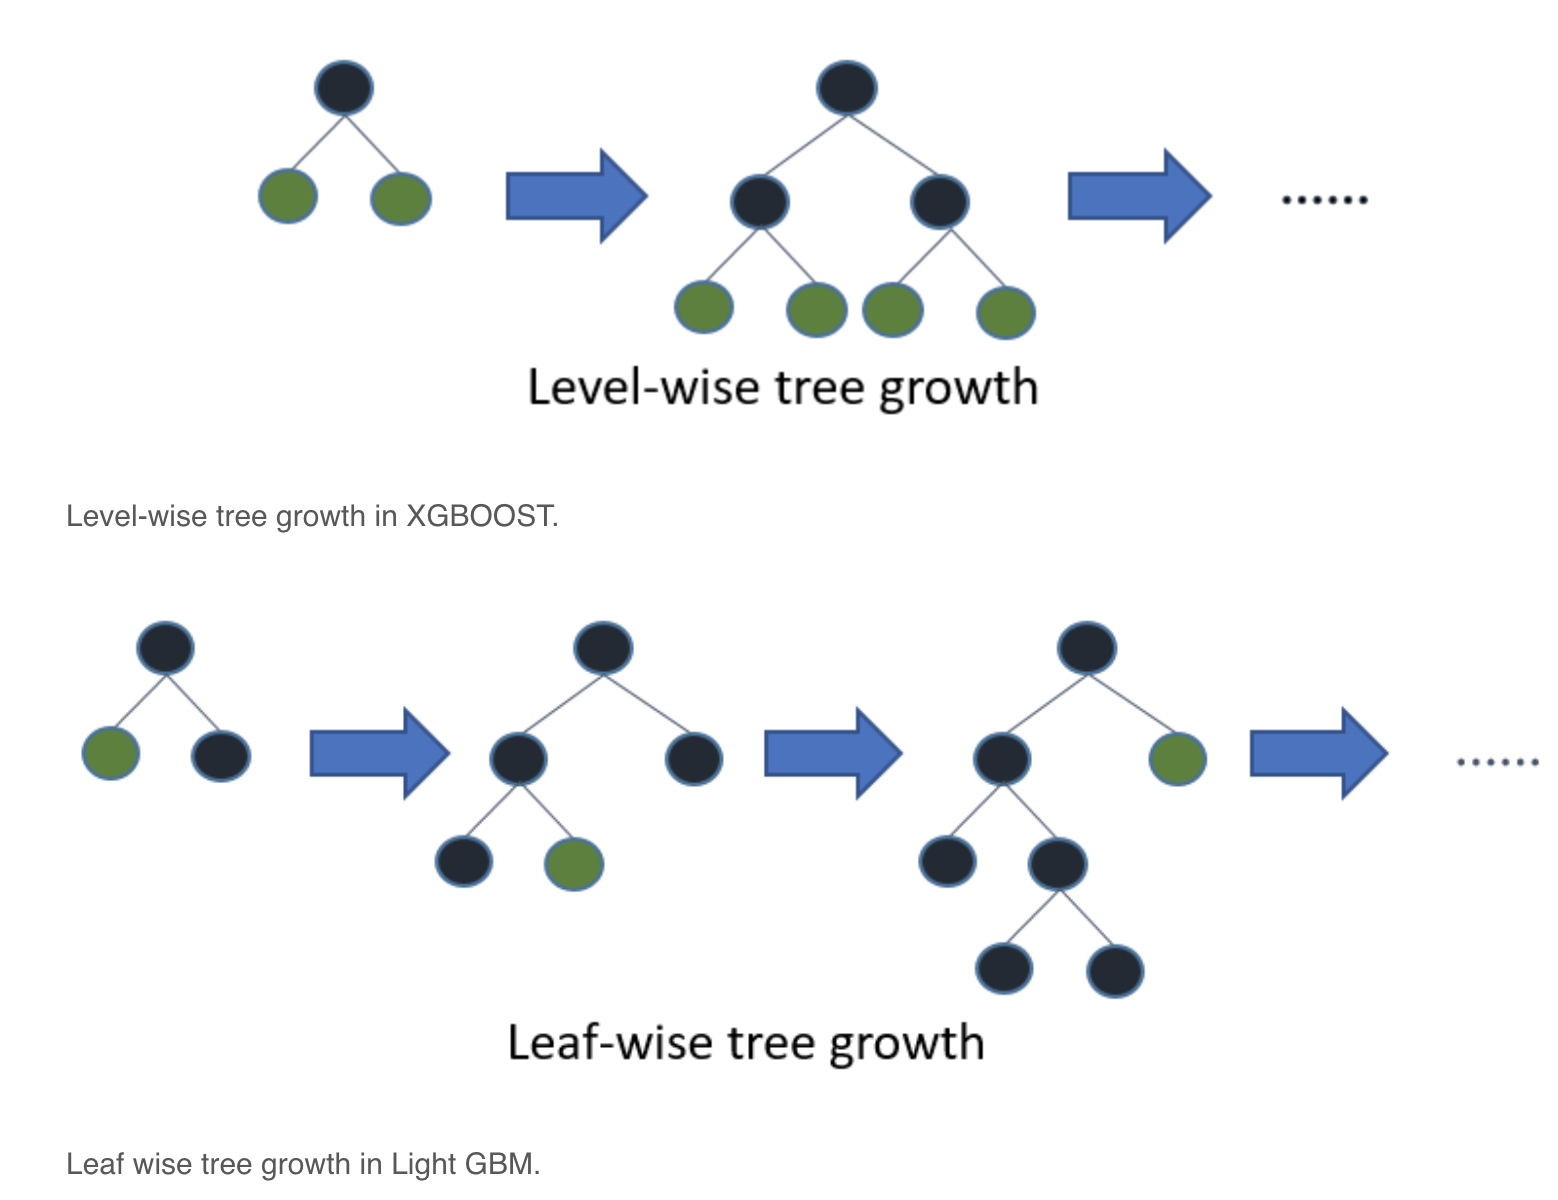 ......
Level-wise tree growth
Level-wise tree growth in XGBOOST.
......
Leaf-wise tree growth
Leaf wise tree growth in Light GBM.